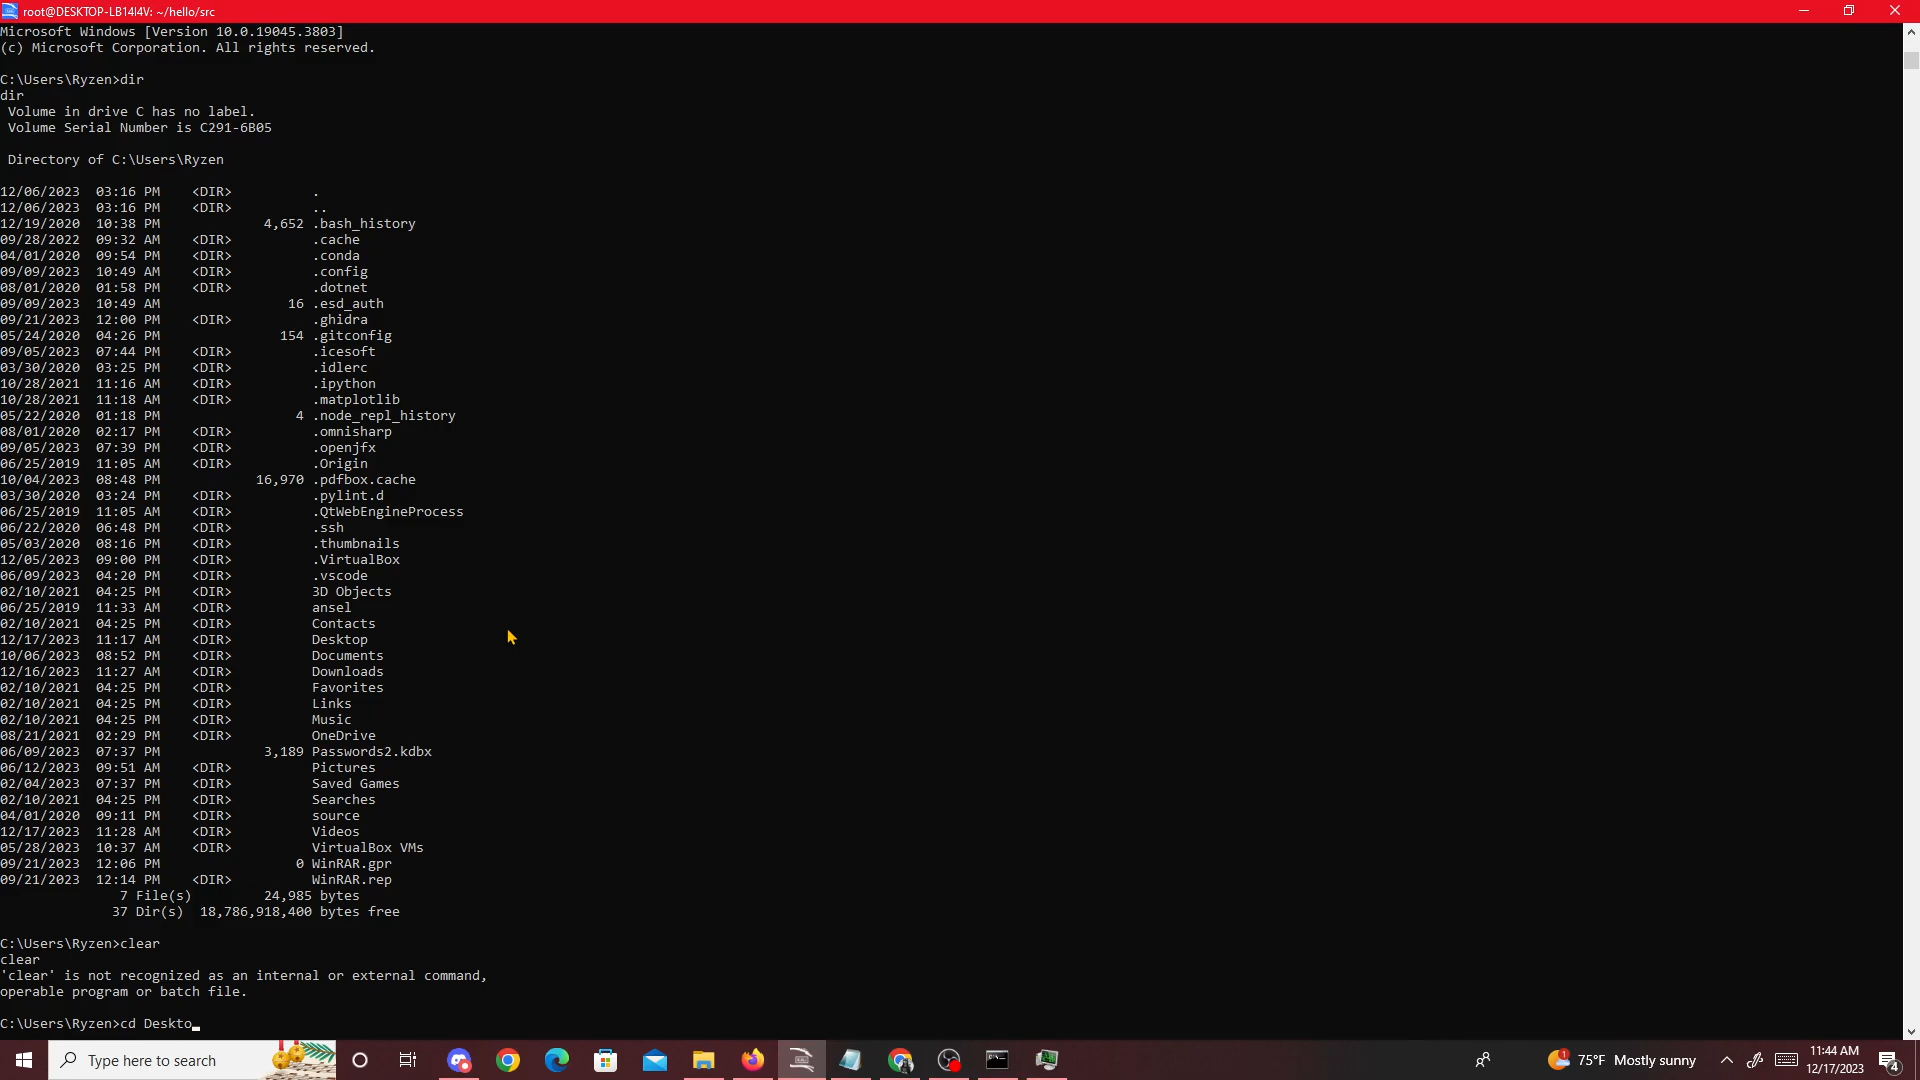 root@DESKTOP-LB14I4V: ~/hello/src
Microsoft Windows [Version 10.0.19045.3803]
(c) Microsoft Corporation. All rights reserved.
C:\Users\Ryzen>dir
dir
Volume in drive C has no label.
Volume Serial Number is C291-6B05
Directory of C:\Users\Ryzen
12/06/2023  03:16 PM    <DIR>          .
12/06/2023  03:16 PM    <DIR>          ..
12/19/2020  10:38 PM             4,652 .bash_history
09/28/2022  09:32 AM    <DIR>          .cache
04/01/2020  09:54 PM    <DIR>          .conda
09/09/2023  10:49 AM    <DIR>          .config
08/01/2020  01:58 PM    <DIR>          .dotnet
09/09/2023  10:49 AM                16 .esd_auth
09/21/2023  12:00 PM    <DIR>          .ghidra
05/24/2020  04:26 PM               154 .gitconfig
09/05/2023  07:44 PM    <DIR>          .icesoft
03/30/2020  03:25 PM    <DIR>          .idlerc
10/28/2021  11:16 AM    <DIR>          .ipython
10/28/2021  11:18 AM    <DIR>          .matplotlib
05/22/2020  01:18 PM                 4 .node_repl_history
08/01/2020  02:17 PM    <DIR>          .omnisharp
09/05/2023  07:39 PM    <DIR>          .openjfx
06/25/2019  11:05 AM    <DIR>          .Origin
10/04/2023  08:48 PM            16,970 .pdfbox.cache
03/30/2020  03:24 PM    <DIR>          .pylint.d
06/25/2019  11:05 AM    <DIR>          .QtWebEngineProcess
06/22/2020  06:48 PM    <DIR>          .ssh
05/03/2020  08:16 PM    <DIR>          .thumbnails
12/05/2023  09:00 PM    <DIR>          .VirtualBox
06/09/2023  04:20 PM    <DIR>          .vscode
02/10/2021  04:25 PM    <DIR>          3D Objects
06/25/2019  11:33 AM    <DIR>          ansel
02/10/2021  04:25 PM    <DIR>          Contacts
12/17/2023  11:17 AM    <DIR>          Desktop
10/06/2023  08:52 PM    <DIR>          Documents
12/16/2023  11:27 AM    <DIR>          Downloads
02/10/2021  04:25 PM    <DIR>          Favorites
02/10/2021  04:25 PM    <DIR>          Links
02/10/2021  04:25 PM    <DIR>          Music
08/21/2021  02:29 PM    <DIR>          OneDrive
06/09/2023  07:37 PM             3,189 Passwords2.kdbx
06/12/2023  09:51 AM    <DIR>          Pictures
02/04/2023  07:37 PM    <DIR>          Saved Games
02/10/2021  04:25 PM    <DIR>          Searches
04/01/2020  09:11 PM    <DIR>          source
12/17/2023  11:28 AM    <DIR>          Videos
05/28/2023  10:37 AM    <DIR>          VirtualBox VMs
09/21/2023  12:06 PM                 0 WinRAR.gpr
09/21/2023  12:14 PM    <DIR>          WinRAR.rep
7 File(s)         24,985 bytes
37 Dir(s)  18,786,918,400 bytes free
C:\Users\Ryzen>clear
clear
'clear' is not recognized as an internal or external command,
operable program or batch file.
C:\Users\Ryzen>cd Deskto_
Type here to search
1
75°F Mostly sunny
11:44 AM
12/17/2023
4